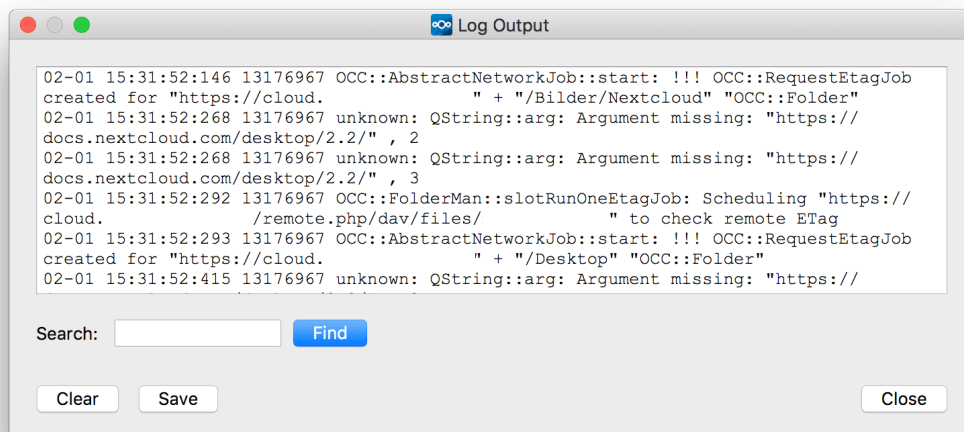 Log Output
02-01 15:31:52:146 13176967 OCC::AbstractNetworkJob::start: !!! OCC::RequestEtagJob
created for "https://cloud. " + "/Bilder/Nextcloud" "OCC::Folder"
02-01 15:31:52:268 13176967 unknown: QString::arg: Argument missing: "https://
docs.nextcloud.com/desktop/2.2/" , 2
02-01 15:31:52:268 13176967 unknown: QString::arg: Argument missing: "https://
docs.nextcloud.com/desktop/2.2/" , 3
02-01 15:31:52:292 13176967 OCC::FolderMan::slotRunOneEtagJob: Scheduling "https://
cloud. /remote.php/dav/files/ " to check remote ETag
02-01 15:31:52:293 13176967 OCC::AbstractNetworkJob::start: !!! OCC::RequestEtagJob
created for "https://cloud. " + "/Desktop" "OCC::Folder"
02-01 15:31:52:415 13176967 unknown: QString::arg: Argument missing: "https://
Search:
Find
Clear
Save
Close